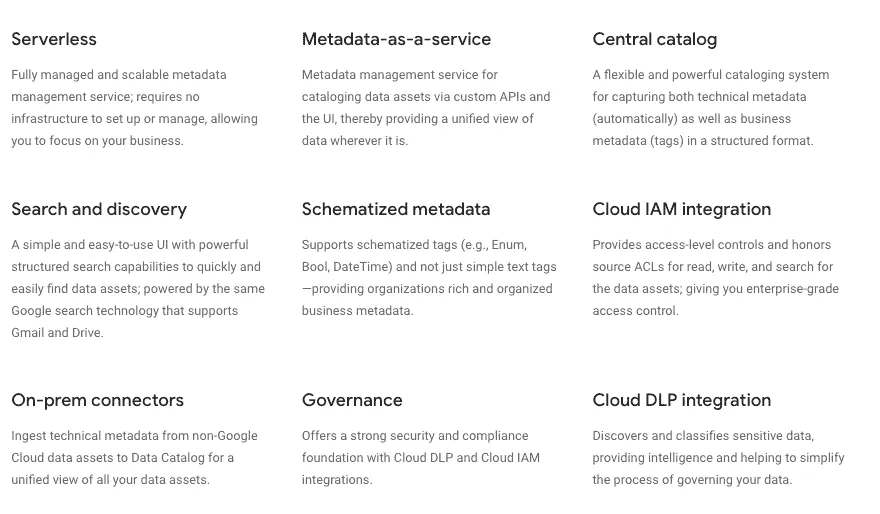 Serverless
Fully managed and scalable metadata
management service; requires no
infrastructure to set up or manage, allowing
you to focus on your business.
Metadata-as-a-service
Metadata management service for
cataloging data assets via custom APIs and
the UI, thereby providing a unified view of
data wherever it is.
Central catalog
A flexible and powerful cataloging system
for capturing both technical metadata
(automatically) as well as business
metadata (tags) in a structured format.
Search and discovery
A simple and easy-to-use UI with powerful
structured search capabilities to quickly and
easily find data assets; powered by the same
Google search technology that supports
Gmail and Drive.
Schematized metadata
Supports schematized tags (e.g., Enum,
Bool, DateTime) and not just simple text tags
—providing organizations rich and organized
business metadata.
Cloud IAM integration
Provides access-level controls and honors
source ACLs for read, write, and search for
the data assets; giving you enterprise-grade
access control.
On-prem connectors
Ingest technical metadata from non-Google
Cloud data assets to Data Catalog for a
unified view of all your data assets.
Governance
Offers a strong security and compliance
foundation with Cloud DLP and Cloud IAM
integrations.
Cloud DLP integration
Discovers and classifies sensitive data,
providing intelligence and helping to simplify
the process of governing your data.